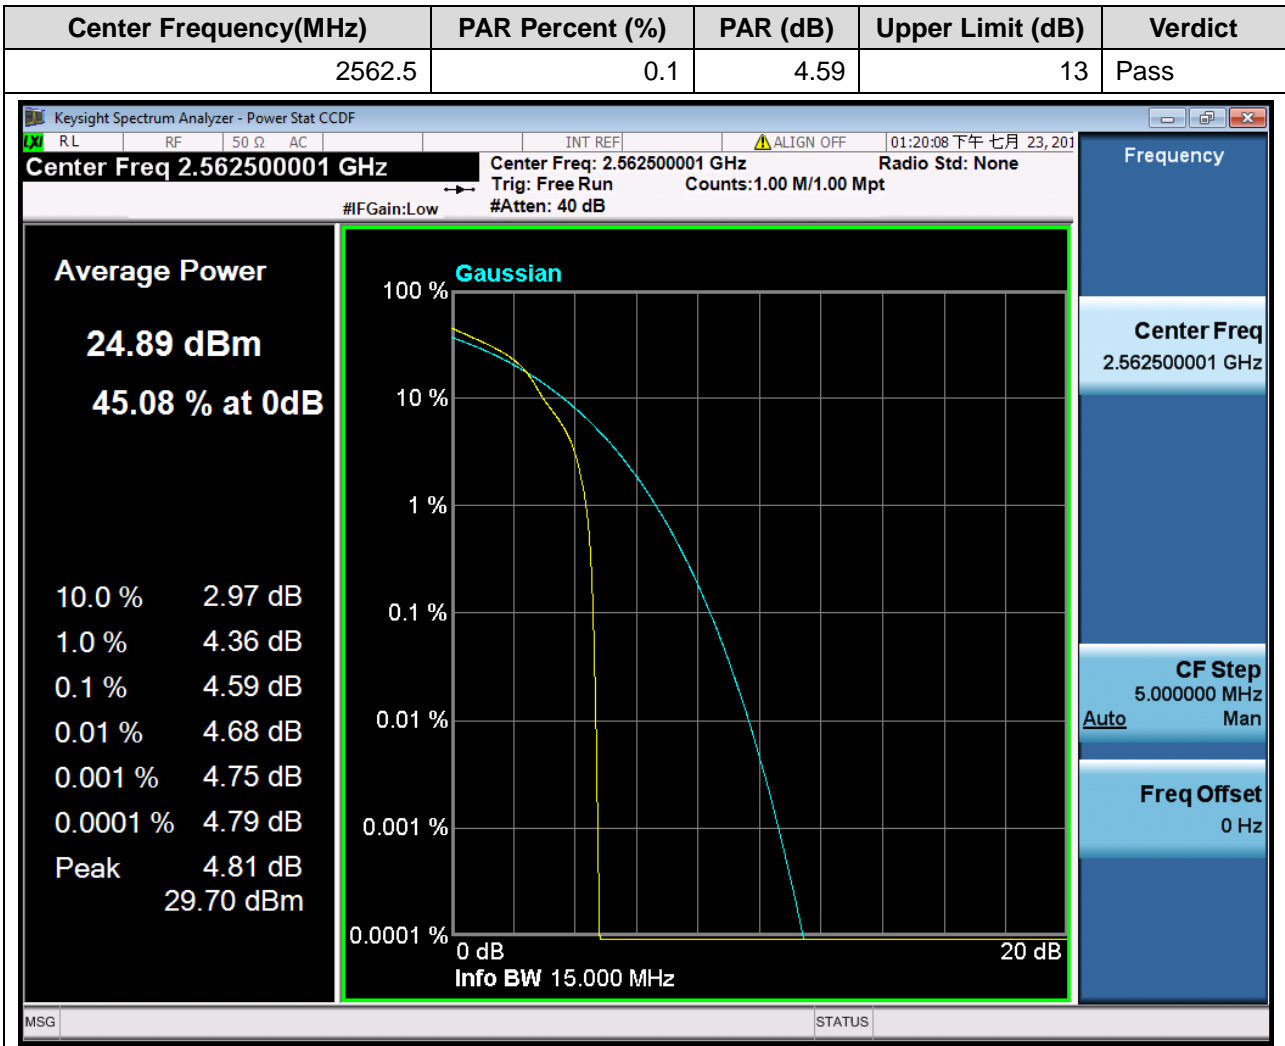 Center Frequency(MHz) PAR Percent (%) PAR (dB) Upper Limit (dB) Verdict
2562.5 0.1 4.59 13 Pass
Keysight Spectrum Analyzer - Power Stat CCDF
LXI RL RF 50 Ω AC INT REF ALIGN OFF 01:20:08 下午 七月 23, 201
Center Freq 2.562500001 GHz
Center Freq: 2.562500001 GHz Radio Std: None
Trig: Free Run Counts:1.00 M/1.00 Mpt
#IFGain:Low #Atten: 40 dB
Frequency
Average Power
24.89 dBm
45.08 % at 0dB
10.0 % 2.97 dB
1.0 % 4.36 dB
0.1 % 4.59 dB
0.01 % 4.68 dB
0.001 % 4.75 dB
0.0001 % 4.79 dB
Peak 4.81 dB
29.70 dBm
Gaussian
100 %
10 %
1 %
0.1 %
0.01 %
0.001 %
0.0001 %
0 dB 20 dB
Info BW 15.000 MHz
Center Freq
2.562500001 GHz
CF Step
5.000000 MHz
Auto Man
Freq Offset
0 Hz
MSG STATUS